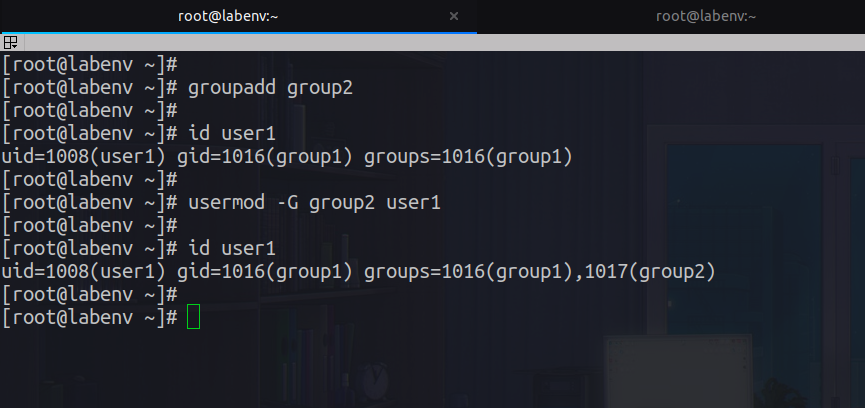 root@labenv:~ × root@labenv:~
[root@labenv ~]#
[root@labenv ~]# groupadd group2
[root@labenv ~]#
[root@labenv ~]# id user1
uid=1008(user1) gid=1016(group1) groups=1016(group1)
[root@labenv ~]#
[root@labenv ~]# usermod -G group2 user1
[root@labenv ~]#
[root@labenv ~]# id user1
uid=1008(user1) gid=1016(group1) groups=1016(group1),1017(group2)
[root@labenv ~]#
[root@labenv ~]#